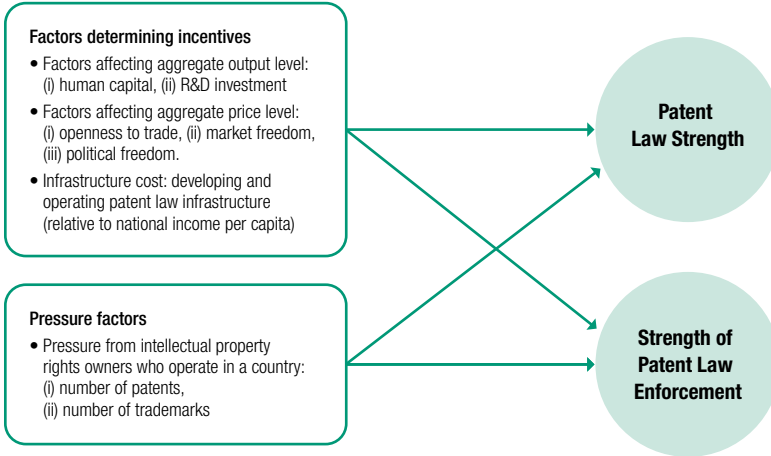 Factors determining incentives
• Factors affecting aggregate output level:
(i) human capital, (ii) R&D investment
• Factors affecting aggregate price level:
(i) openness to trade, (ii) market freedom,
(iii) political freedom.
• Infrastructure cost: developing and
operating patent law infrastructure
(relative to national income per capita)
Patent
Law Strength
Pressure factors
• Pressure from intellectual property
rights owners who operate in a country:
(i) number of patents,
(ii) number of trademarks
Strength of
Patent Law
Enforcement